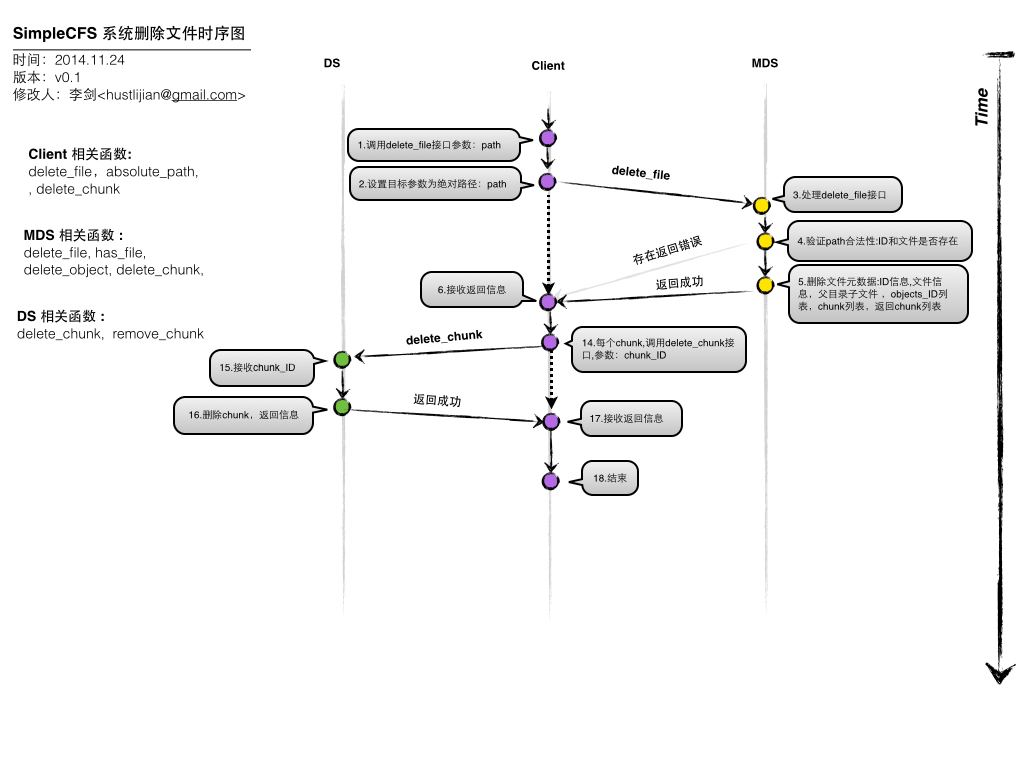 SimpleCFS 系统删除文件时序图
时间：2014.11.24
版本：v0.1
修改人：李剑<hustlijian@gmail.com>
DS
Client
MDS
Time
Client 相关函数:
delete_file，absolute_path,
, delete_chunk
MDS 相关函数：
delete_file, has_file,
delete_object, delete_chunk,
DS 相关函数：
delete_chunk,  remove_chunk
1.调用delete_file接口参数：path
2.设置目标参数为绝对路径：path
delete_file
3.处理delete_file接口
4.验证path合法性:ID和文件是否存在
存在返回错误
5.删除文件元数据:ID信息,文件信
息，父目录子文件 ，objects_ID列
表，chunk列表，返回chunk列表
返回成功
6.接收返回信息
14.每个chunk,调用delete_chunk接
口,参数：chunk_ID
delete_chunk
15.接收chunk_ID
16.删除chunk，返回信息
返回成功
17.接收返回信息
18.结束